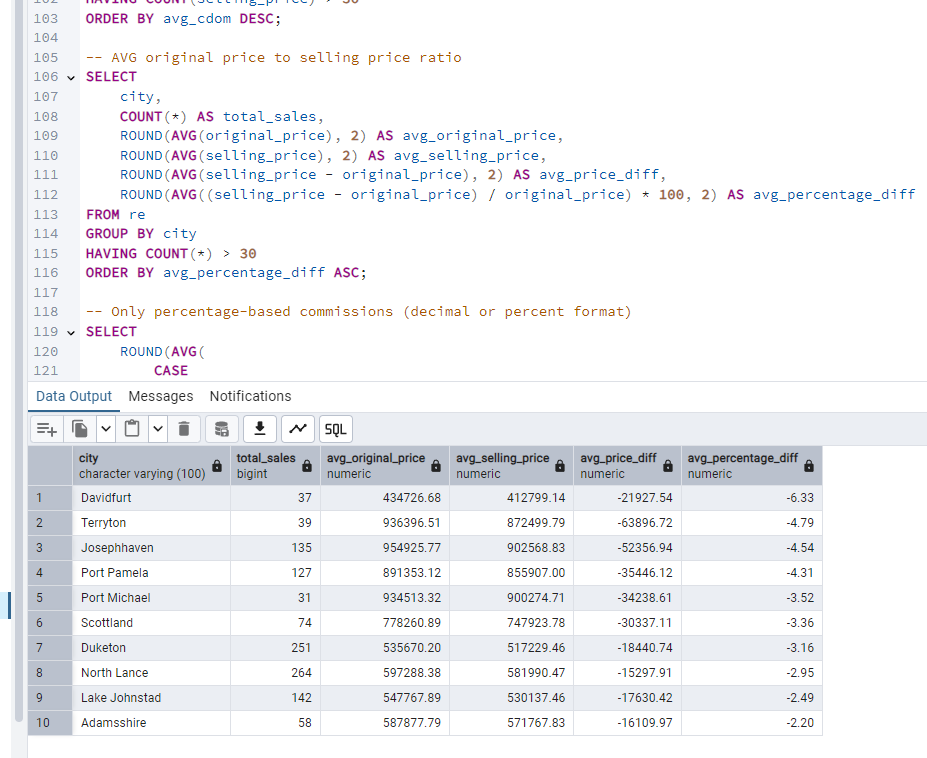 102 HAVING COUNT(selling_price) > 30
103 ORDER BY avg_cdom DESC;
104
105 -- AVG original price to selling price ratio
106 SELECT
107 city,
108 COUNT(*) AS total_sales,
109 ROUND(AVG(original_price), 2) AS avg_original_price,
110 ROUND(AVG(selling_price), 2) AS avg_selling_price,
111 ROUND(AVG(selling_price - original_price), 2) AS avg_price_diff,
112 ROUND(AVG((selling_price - original_price) / original_price) * 100, 2) AS avg_percentage_diff
113 FROM re
114 GROUP BY city
115 HAVING COUNT(*) > 30
116 ORDER BY avg_percentage_diff ASC;
117
118 -- Only percentage-based commissions (decimal or percent format)
119 SELECT
120 ROUND(AVG(
121 CASE
Data Output Messages Notifications
SQL
city total_sales avg_original_price avg_selling_price avg_price_diff avg_percentage_diff
character varying (100) bigint numeric numeric numeric numeric
1 Davidfurt 37 434726.68 412799.14 -21927.54 -6.33
2 Terryton 39 936396.51 872499.79 -63896.72 -4.79
3 Josephhaven 135 954925.77 902568.83 -52356.94 -4.54
4 Port Pamela 127 891353.12 855907.00 -35446.12 -4.31
5 Port Michael 31 934513.32 900274.71 -34238.61 -3.52
6 Scottland 74 778260.89 747923.78 -30337.11 -3.36
7 Duketon 251 535670.20 517229.46 -18440.74 -3.16
8 North Lance 264 597288.38 581990.47 -15297.91 -2.95
9 Lake Johnstad 142 547767.89 530137.46 -17630.42 -2.49
10 Adamsshire 58 587877.79 571767.83 -16109.97 -2.20